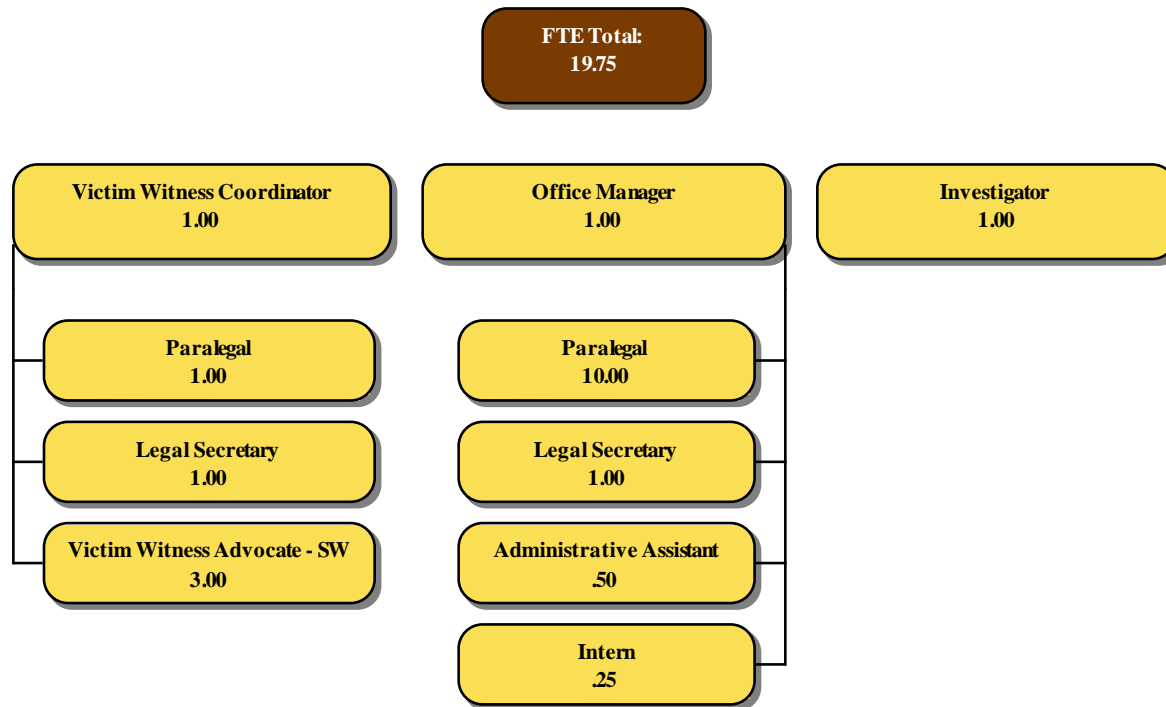 FTE Total:
19.75
Victim Witness Coordinator
1.00
Office Manager
1.00
Investigator
1.00
Paralegal
1.00
Legal Secretary
1.00
Victim Witness Advocate - SW
3.00
Paralegal
10.00
Legal Secretary
1.00
Administrative Assistant
.50
Intern
.25